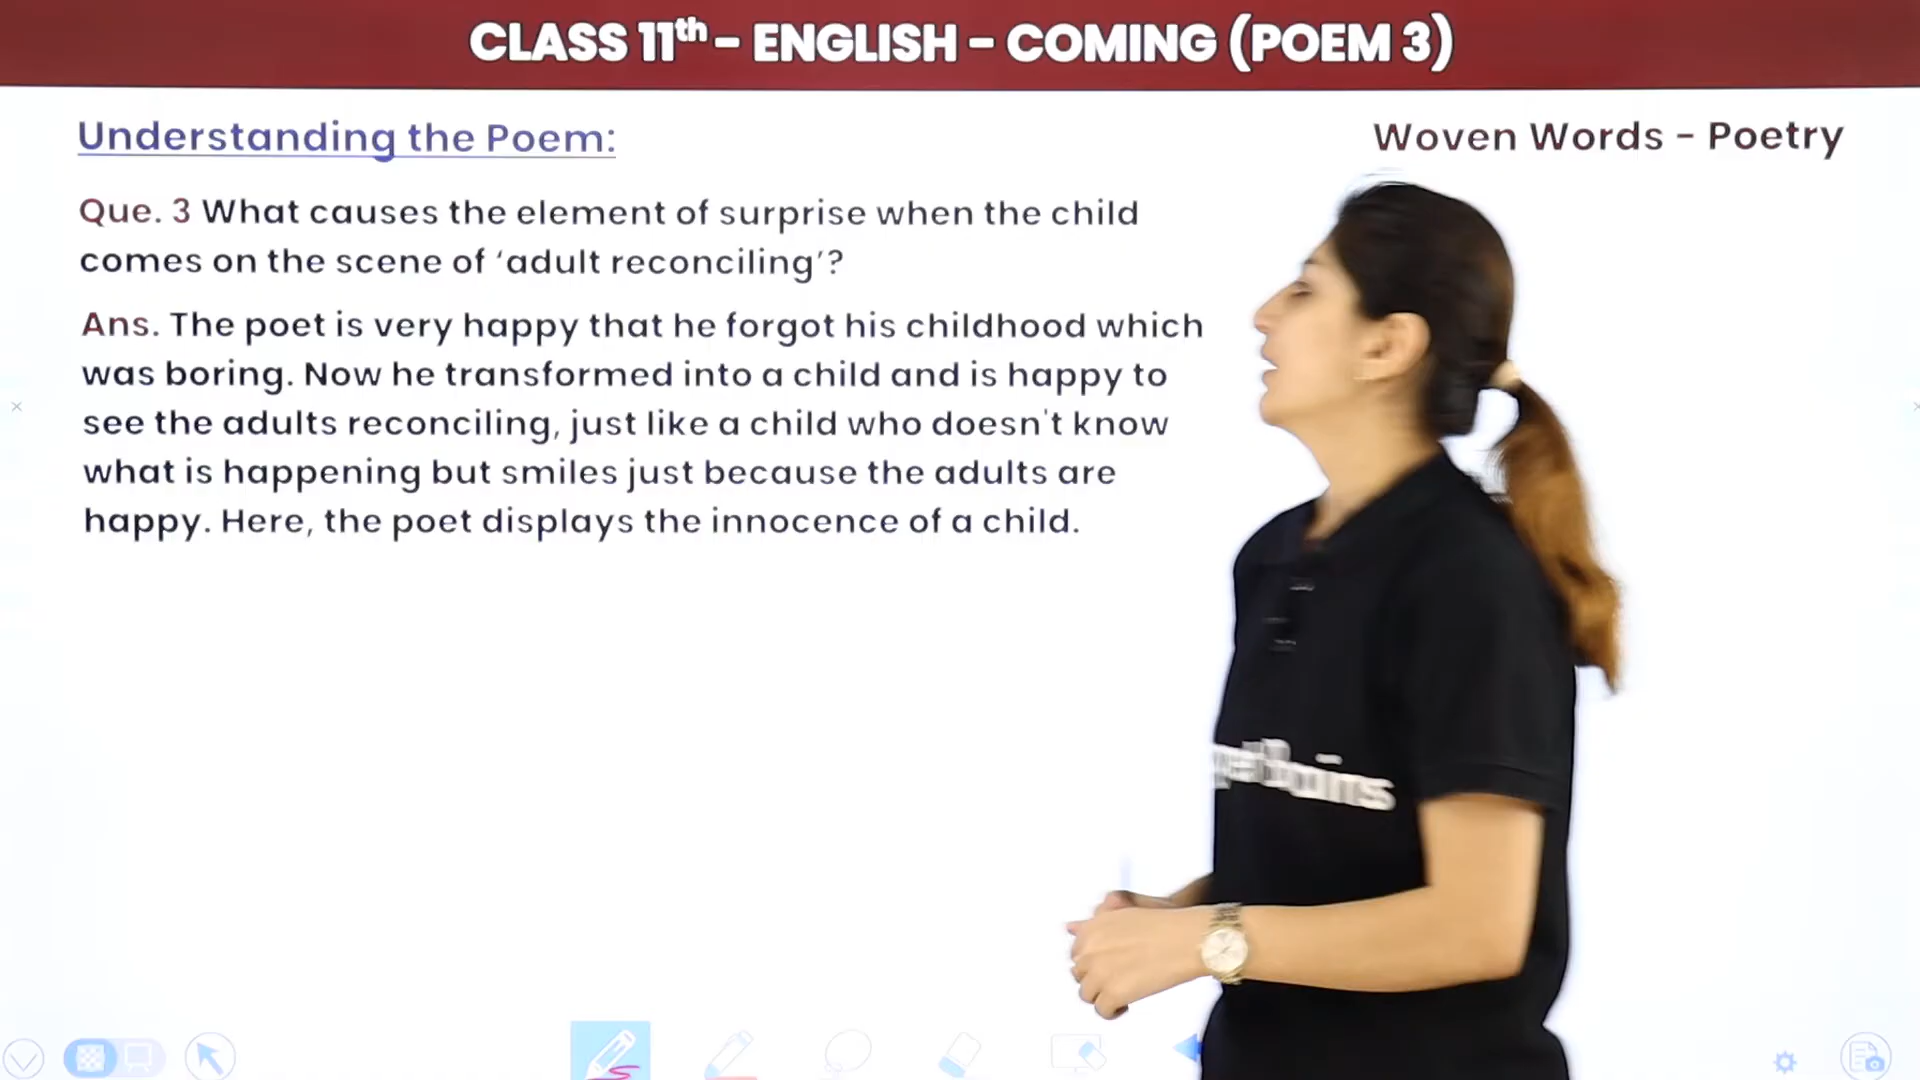 CLASS 11th - ENGLISH - COMING (POEM 3)
Understanding the Poem:
Woven Words - Poetry
Que. 3 What causes the element of surprise when the child
comes on the scene of ‘adult reconciling’?
Ans. The poet is very happy that he forgot his childhood which
was boring. Now he transformed into a child and is happy to
see the adults reconciling, just like a child who doesn't know
what is happening but smiles just because the adults are
happy. Here, the poet displays the innocence of a child.